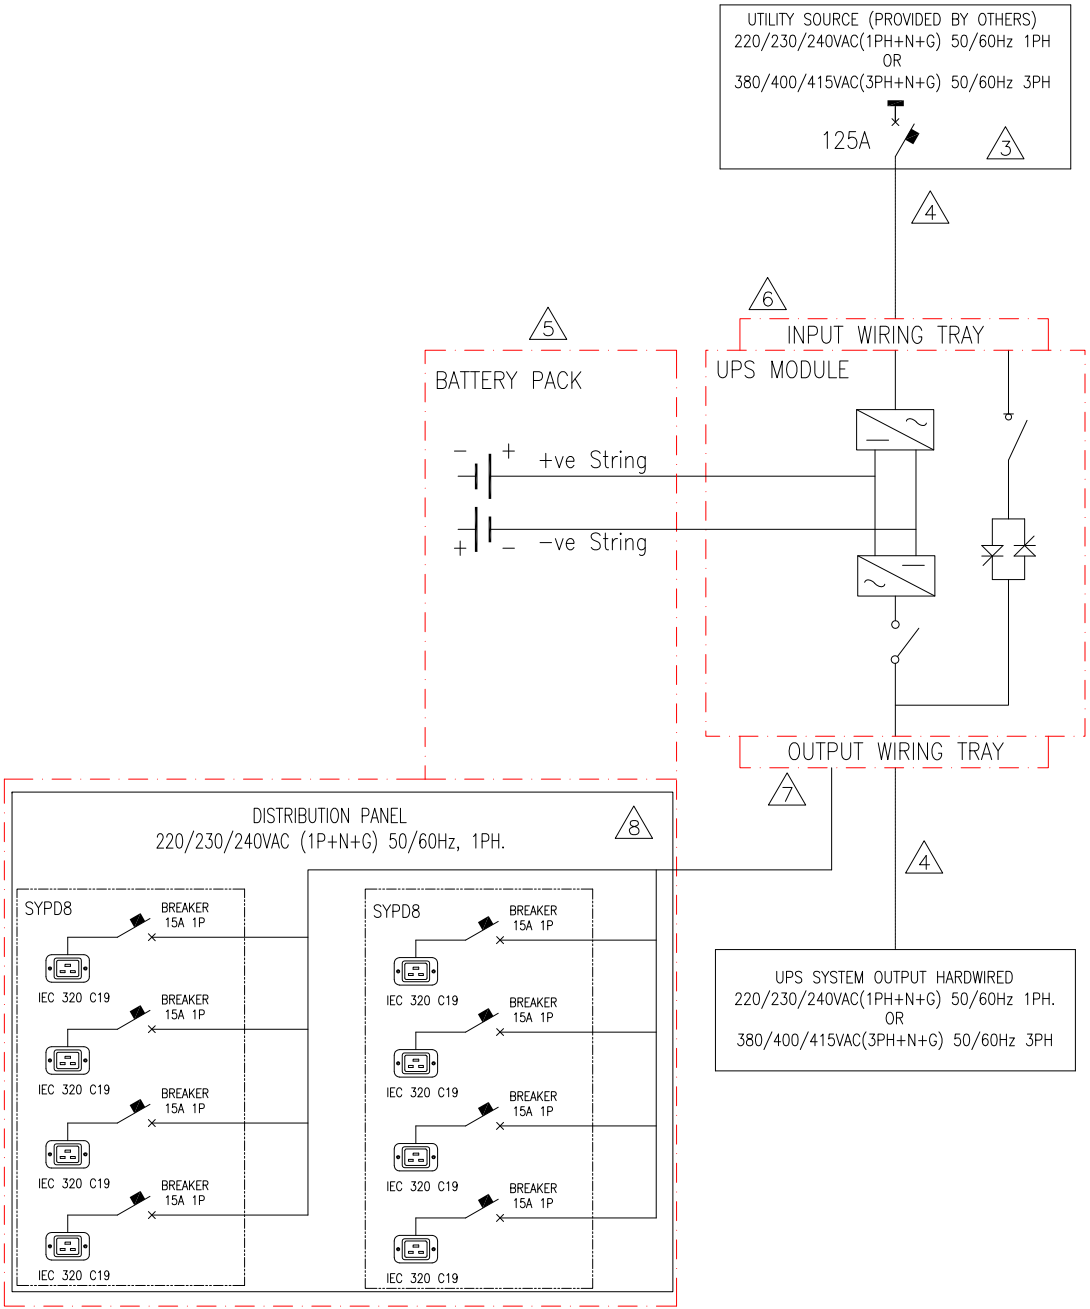 UTILITY SOURCE (PROVIDED BY OTHERS)
220/230/240VAC(1PH+N+G) 50/60Hz 1PH
OR
380/400/415VAC(3PH+N+G) 50/60Hz 3PH
125A
3
4
6
INPUT WIRING TRAY
5
BATTERY PACK
UPS MODULE
- +
+ve String
+ -
-ve String
OUTPUT WIRING TRAY
7
4
DISTRIBUTION PANEL
220/230/240VAC (1P+N+G) 50/60Hz, 1PH.
8
SYPD8
BREAKER
15A 1P
IEC 320 C19
BREAKER
15A 1P
IEC 320 C19
BREAKER
15A 1P
IEC 320 C19
BREAKER
15A 1P
IEC 320 C19
SYPD8
BREAKER
15A 1P
IEC 320 C19
BREAKER
15A 1P
IEC 320 C19
BREAKER
15A 1P
IEC 320 C19
BREAKER
15A 1P
IEC 320 C19
UPS SYSTEM OUTPUT HARDWIRED
220/230/240VAC(1PH+N+G) 50/60Hz 1PH.
OR
380/400/415VAC(3PH+N+G) 50/60Hz 3PH